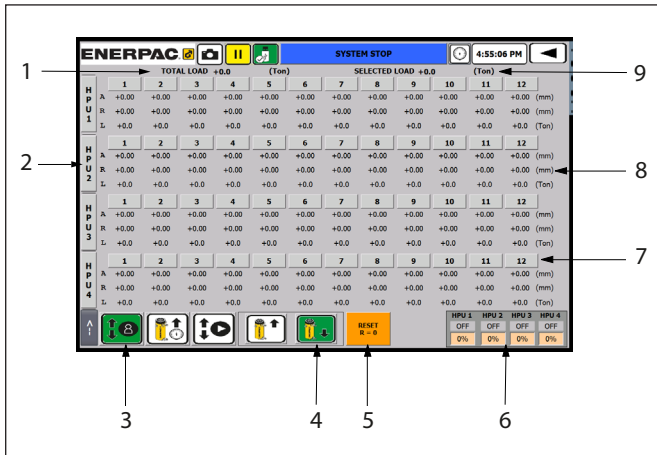 ENERPAC. SYSTEM STOP 4:55:06 PM
1 TOTAL LOAD +0.0 (Ton) SELECTED LOAD +0.0 (Ton) 9
HPU1
1 2 3 4 5 6 7 8 9 10 11 12
A +0.00 +0.00 +0.00 +0.00 +0.00 +0.00 +0.00 +0.00 +0.00 +0.00 +0.00 +0.00 (mm)
R +0.00 +0.00 +0.00 +0.00 +0.00 +0.00 +0.00 +0.00 +0.00 +0.00 +0.00 +0.00 (mm)
L +0.0 +0.0 +0.0 +0.0 +0.0 +0.0 +0.0 +0.0 +0.0 +0.0 +0.0 +0.0 (Ton)
2
HPU2
1 2 3 4 5 6 7 8 9 10 11 12
A +0.00 +0.00 +0.00 +0.00 +0.00 +0.00 +0.00 +0.00 +0.00 +0.00 +0.00 +0.00 (mm)
R +0.00 +0.00 +0.00 +0.00 +0.00 +0.00 +0.00 +0.00 +0.00 +0.00 +0.00 +0.00 (mm) 8
L +0.0 +0.0 +0.0 +0.0 +0.0 +0.0 +0.0 +0.0 +0.0 +0.0 +0.0 +0.0 (Ton)
HPU3
1 2 3 4 5 6 7 8 9 10 11 12
A +0.00 +0.00 +0.00 +0.00 +0.00 +0.00 +0.00 +0.00 +0.00 +0.00 +0.00 +0.00 (mm)
R +0.00 +0.00 +0.00 +0.00 +0.00 +0.00 +0.00 +0.00 +0.00 +0.00 +0.00 +0.00 (mm)
L +0.0 +0.0 +0.0 +0.0 +0.0 +0.0 +0.0 +0.0 +0.0 +0.0 +0.0 +0.0 (Ton)
HPU4
1 2 3 4 5 6 7 8 9 10 11 12 7
A +0.00 +0.00 +0.00 +0.00 +0.00 +0.00 +0.00 +0.00 +0.00 +0.00 +0.00 +0.00 (mm)
R +0.00 +0.00 +0.00 +0.00 +0.00 +0.00 +0.00 +0.00 +0.00 +0.00 +0.00 +0.00 (mm)
L +0.0 +0.0 +0.0 +0.0 +0.0 +0.0 +0.0 +0.0 +0.0 +0.0 +0.0 +0.0 (Ton)
RESET
R = 0
HPU 1 HPU 2 HPU 3 HPU 4
OFF OFF OFF OFF
0% 0% 0% 0%
3 4 5 6